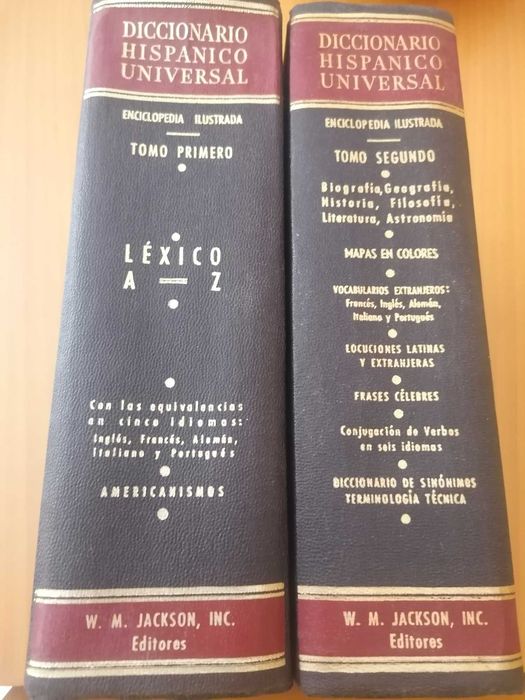 DICCIONARIO
HISPANICO
UNIVERSAL
ENCICLOPEDIA ILUSTRADA
TOMO PRIMERO
LÉXICO
A — Z
Con las equivalencias
en cinco idiomas:
Inglés, Francés, Alemán,
Italiano y Portugués
AMERICANISMOS
W. M. JACKSON, INC.
Editores
DICCIONARIO
HISPANICO
UNIVERSAL
ENCICLOPEDIA ILUSTRADA
TOMO SEGUNDO
Biografía, Geografía,
Historia, Filosofía,
Literatura, Astronomía
MAPAS EN COLORES
VOCABULARIOS EXTRANJEROS:
Francés, Inglés, Alemán,
Italiano y Portugués
LOCUCIONES LATINAS
Y EXTRANJERAS
FRASES CÉLEBRES
Conjugación de Verbos
en seis idiomas
DICCIONARIO DE SINÓNIMOS
TERMINOLOGÍA TÉCNICA
W. M. JACKSON, INC.
Editores